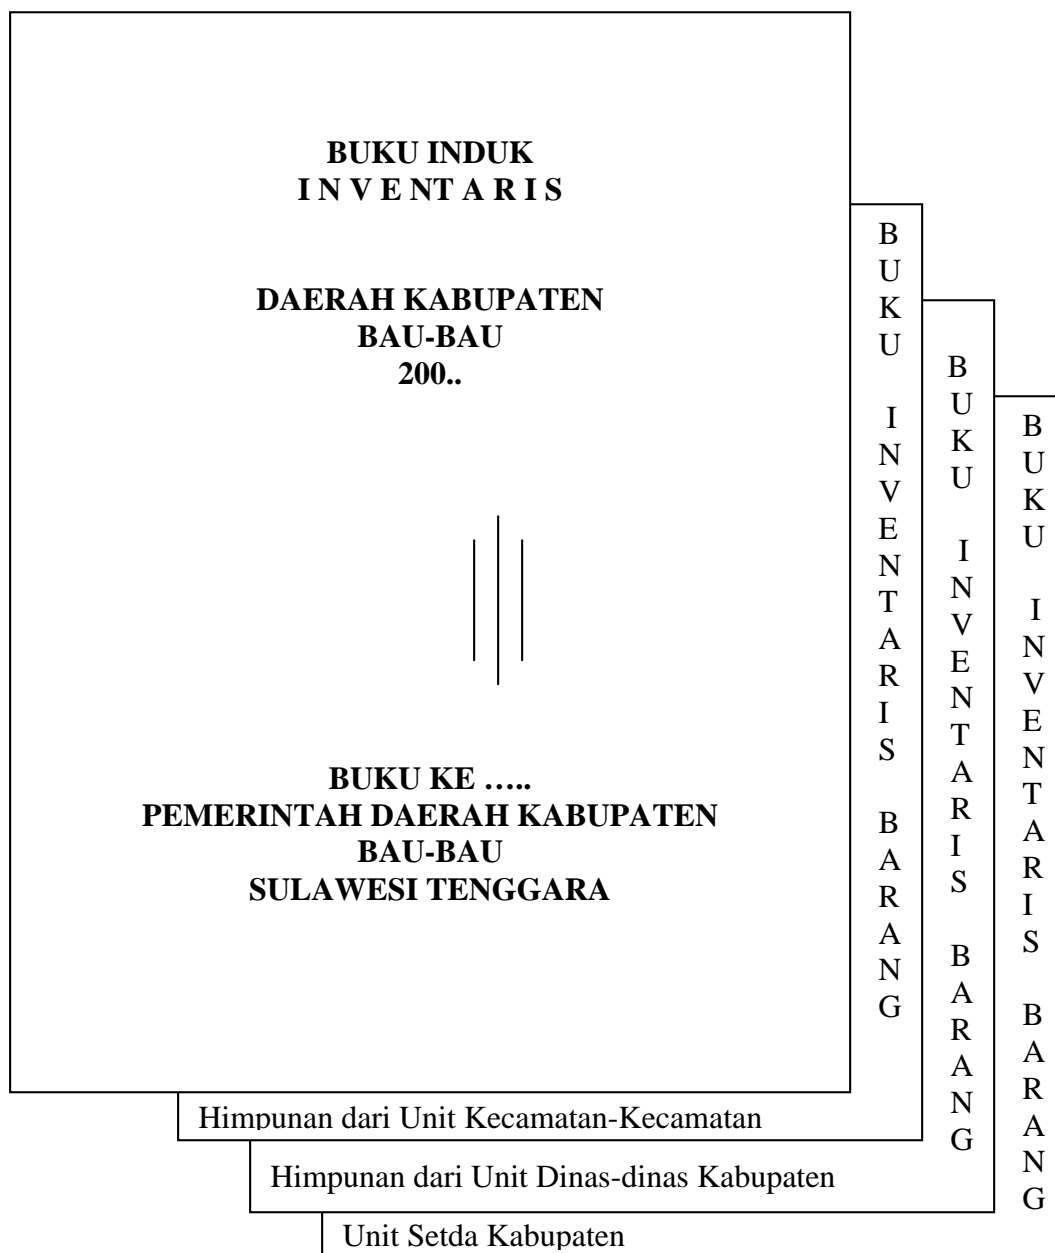 BUKU INDUK
I N V E NT A R I S
DAERAH KABUPATEN
BAU-BAU
200..
BUKU KE …..
PEMERINTAH DAERAH KABUPATEN
BAU-BAU
SULAWESI TENGGARA
BUKU INVENTARIS BARANG
Himpunan dari Unit Kecamatan-Kecamatan
BUKU INVENTARIS BARANG
Himpunan dari Unit Dinas-dinas Kabupaten
BUKU INVENTARIS BARANG
Unit Setda Kabupaten